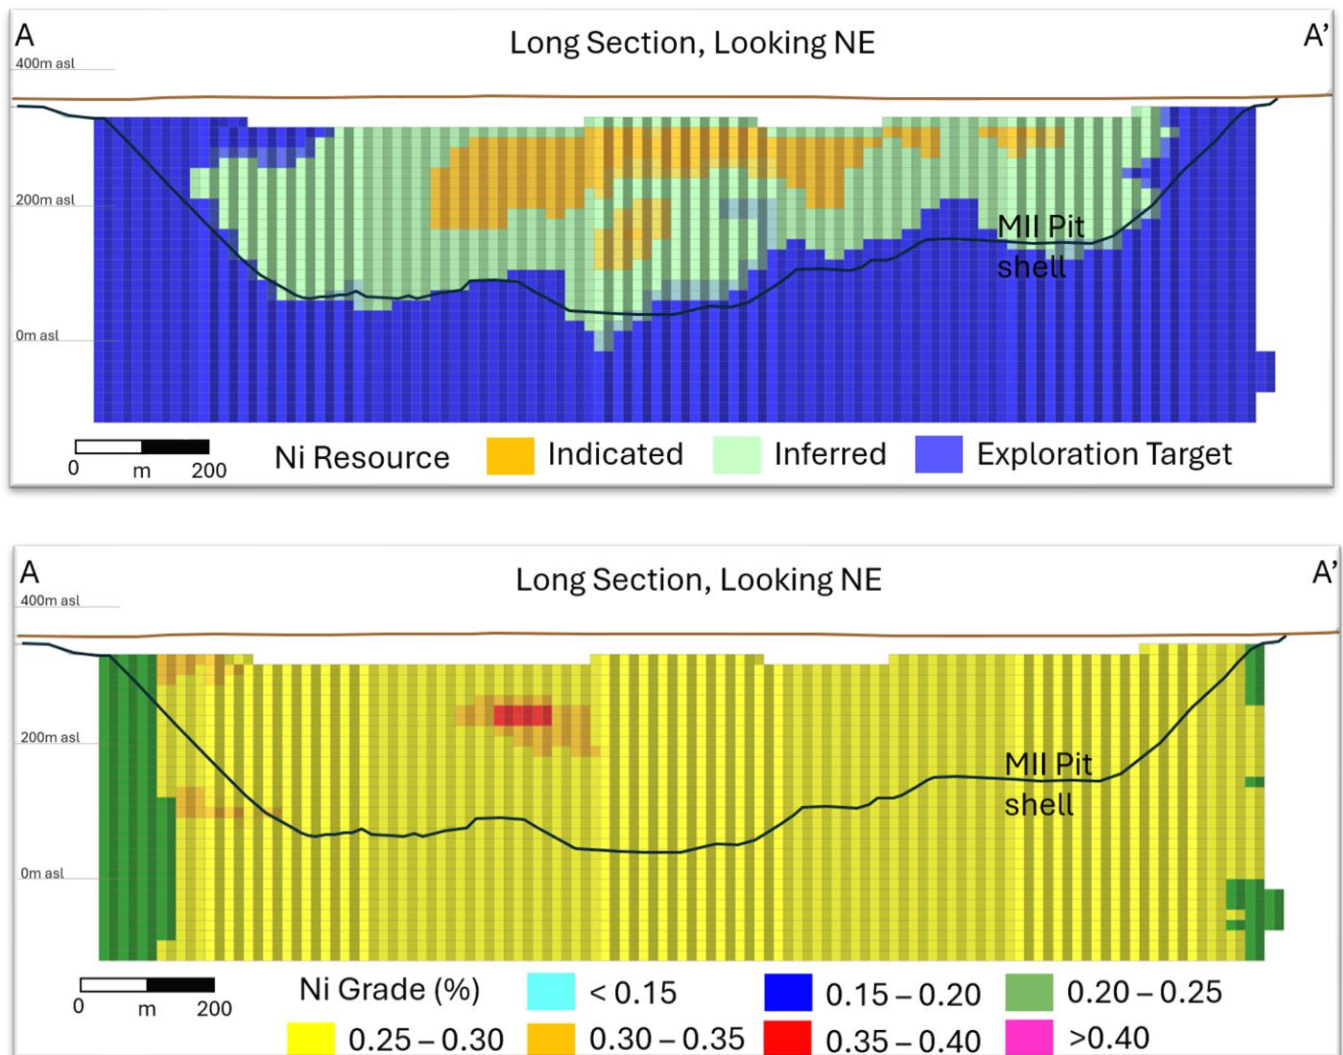 A
Long Section, Looking NE
A’
400m asl
200m asl
MII Pit
shell
0m asl
0 m 200
Ni Resource Indicated Inferred Exploration Target
A
Long Section, Looking NE
A’
400m asl
200m asl
MII Pit
shell
0m asl
0 m 200
Ni Grade (%) < 0.15 0.15 – 0.20 0.20 – 0.25
0.25 – 0.30 0.30 – 0.35 0.35 – 0.40 >0.40